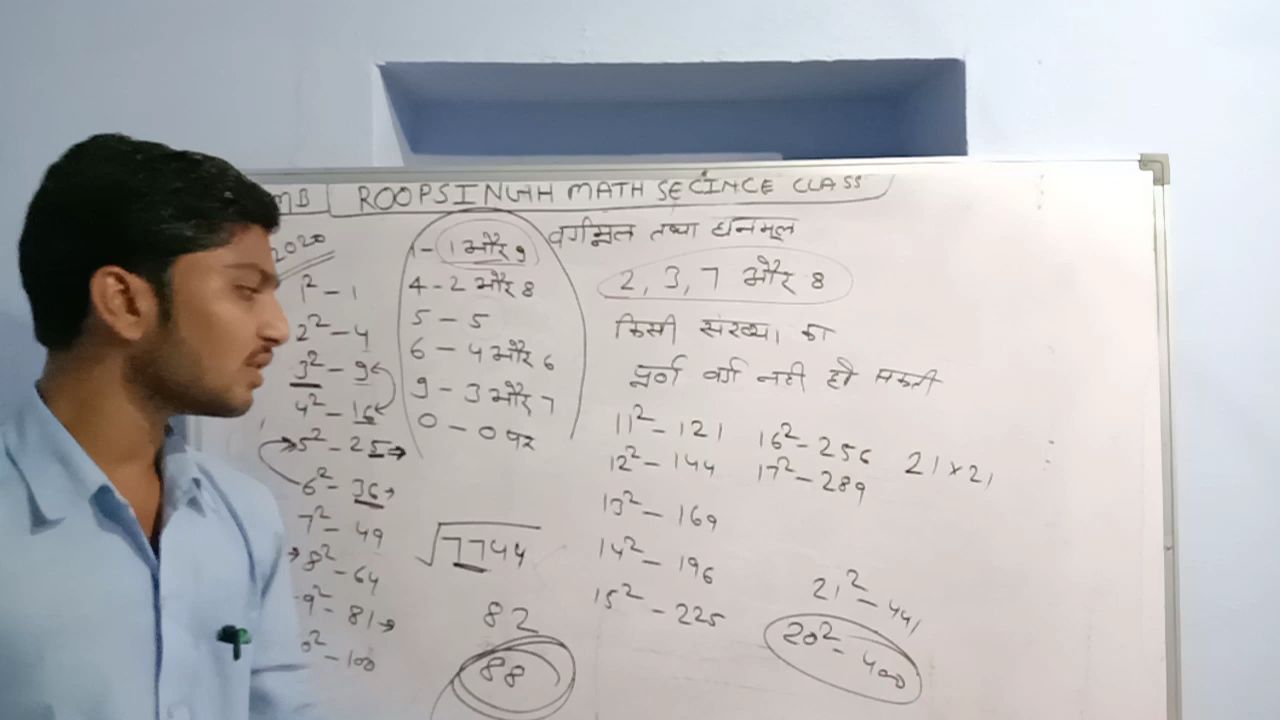 MB ROOPSINGH MATH SECINCE CLASS
2020
वर्गमूल तथा घनमूल
1 - 1 और 9
4 - 2 और 8
5 - 5
6 - 4 और 6
9 - 3 और 7
0 - 0 पर
2, 3, 7 और 8
किसी संख्या का
पूर्ण वर्ग नही हो सकती
1² - 1
2² - 4
3² - 9
4² - 16
5² - 25
6² - 36
7² - 49
8² - 64
9² - 81
0² - 100
√7744
82
88
11² - 121
12² - 144
13² - 169
14² - 196
15² - 225
16² - 256
17² - 289
21 × 21
21² - 441
20² - 400